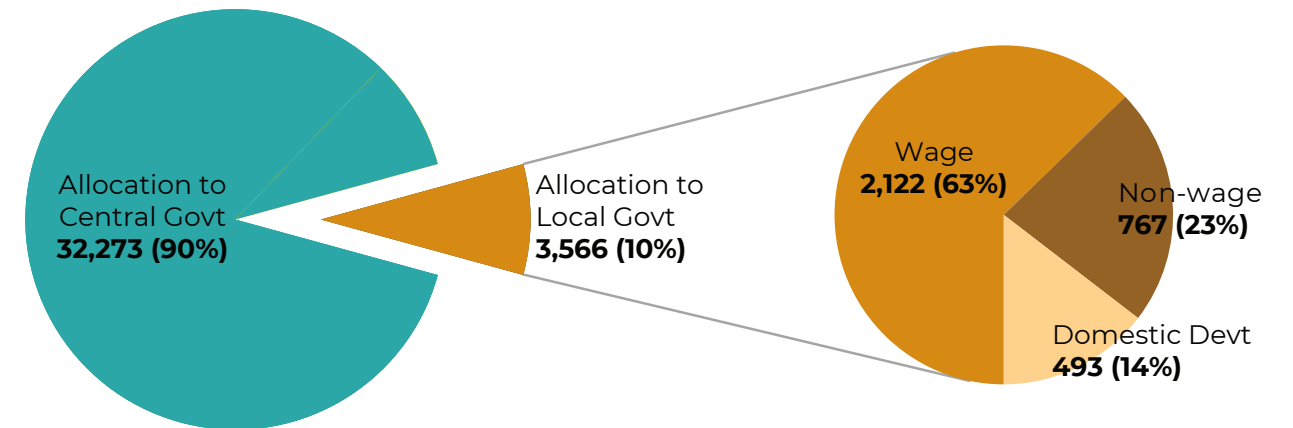 Allocation to
Central Govt
32,273 (90%)
Allocation to
Local Govt
3,566 (10%)
Wage
2,122 (63%)
Non-wage
767 (23%)
Domestic Devt
493 (14%)